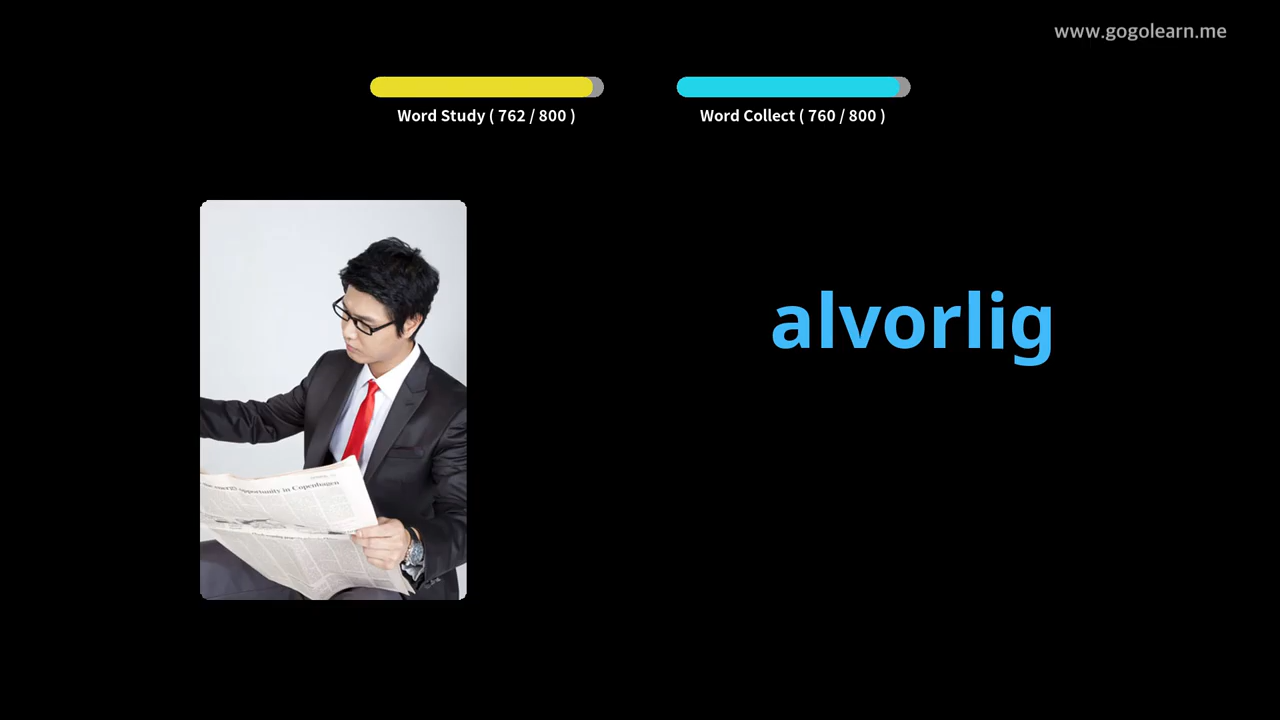 www.gogolearn.me
Word Study ( 762 / 800 )
Word Collect ( 760 / 800 )
alvorlig
opportunity in Copenhagen